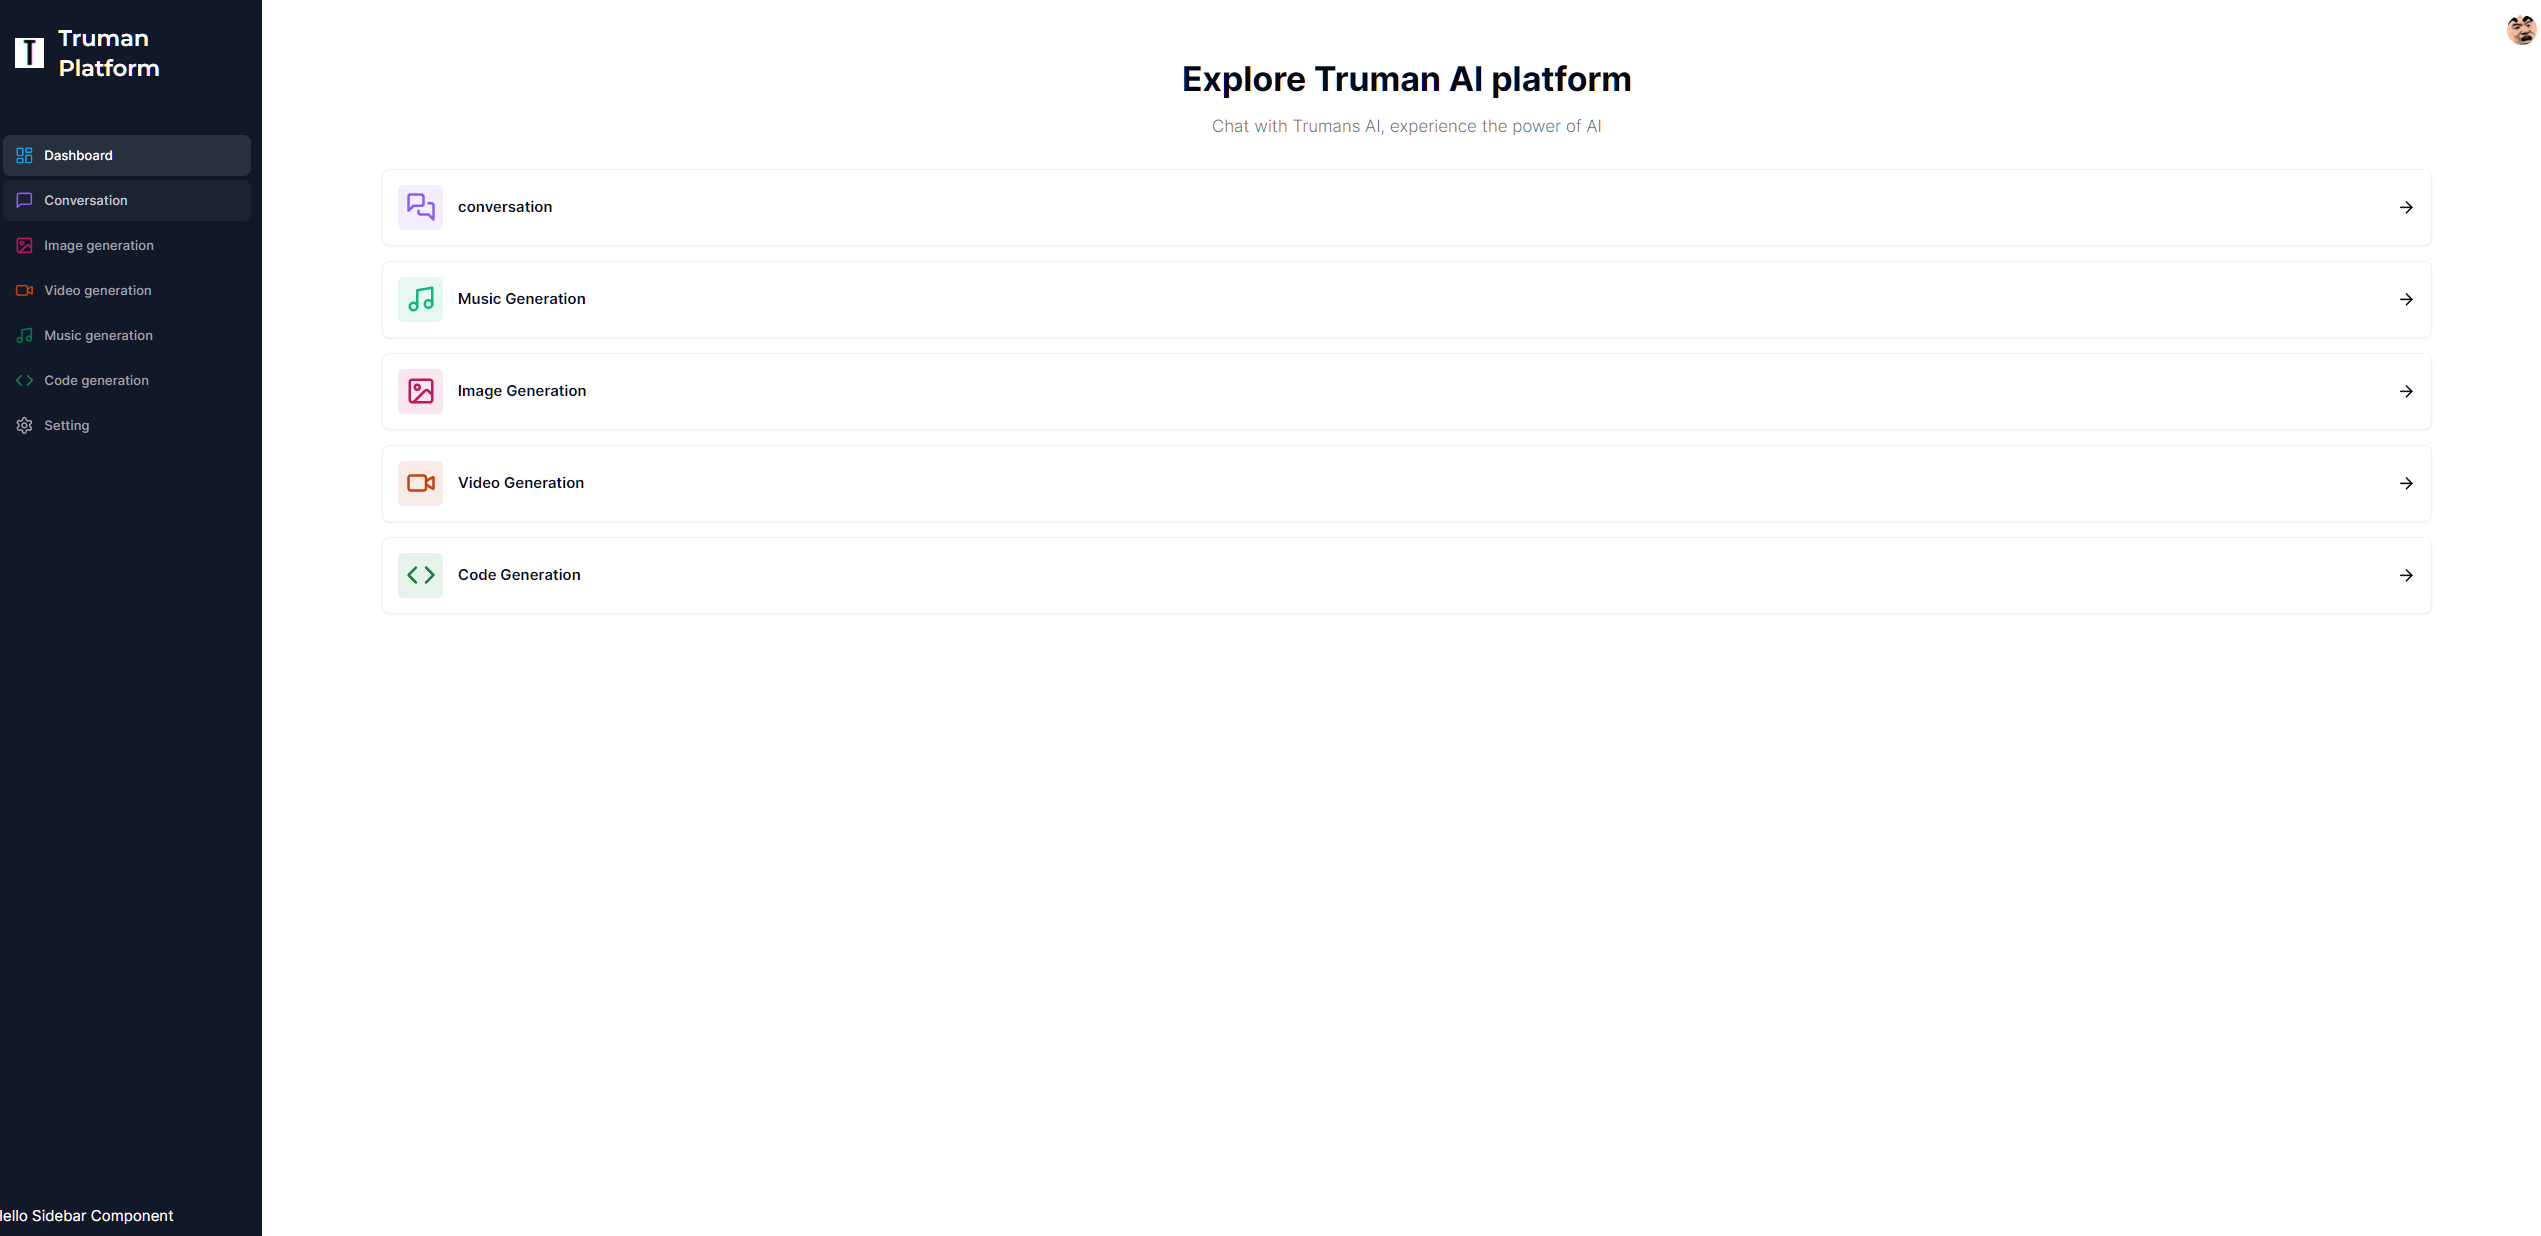 T
Truman
Platform
Dashboard
Conversation
Image generation
Video generation
Music generation
Code generation
Setting
Explore Truman AI platform
Chat with Trumans AI, experience the power of AI
conversation
Music Generation
Image Generation
Video Generation
Code Generation
Sidebar Component